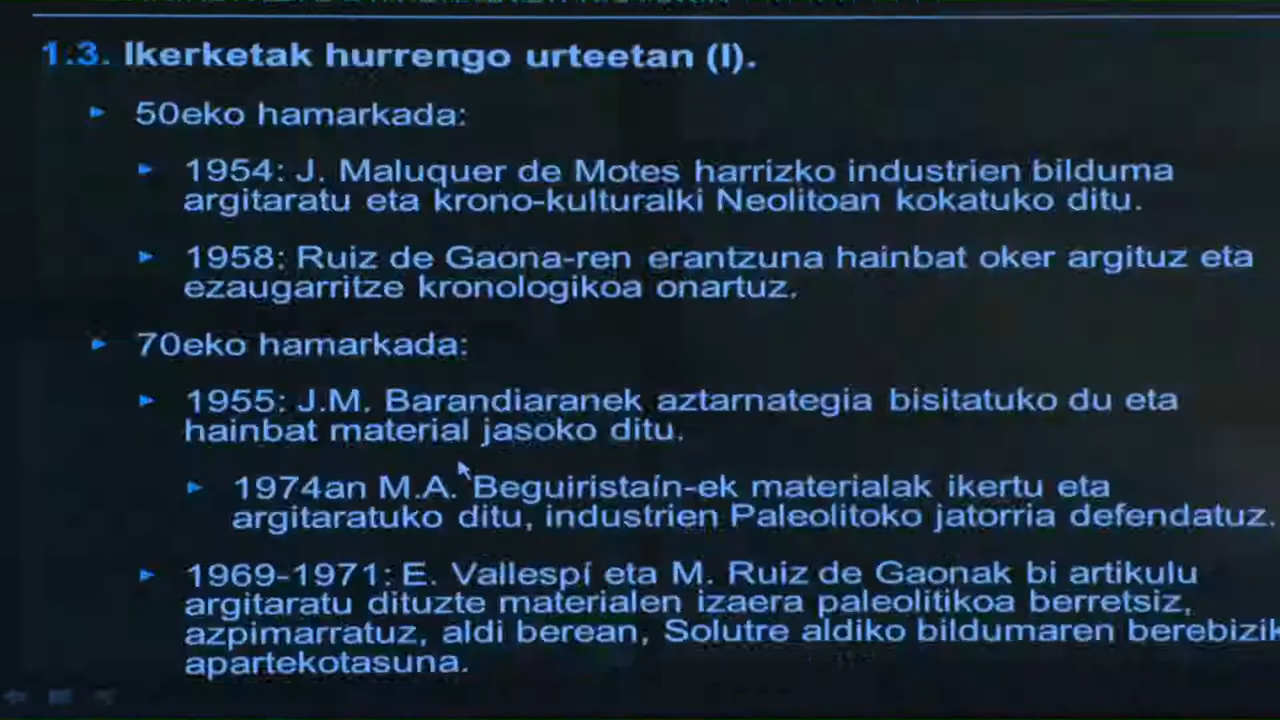 1.3. Ikerketak hurrengo urteetan (I).
50eko hamarkada:
1954: J. Maluquer de Motes harrizko industrien bilduma
argitaratu eta krono-kulturalki Neolitoan kokatuko ditu.
1958: Ruiz de Gaona-ren erantzuna hainbat oker argituz eta
ezaugarritze kronologikoa onartuz.
70eko hamarkada:
1955: J.M. Barandiaranek aztarnategia bisitatuko du eta
hainbat material jasoko ditu.
1974an M.A. Beguiristaín-ek materialak ikertu eta
argitaratuko ditu, industrien Paleolitoko jatorria defendatuz.
1969-1971: E. Vallespí eta M. Ruiz de Gaonak bi artikulu
argitaratu dituzte materialen izaera paleolitikoa berretsiz,
azpimarratuz, aldi berean, Solutre aldiko bildumaren
apartekotasuna.